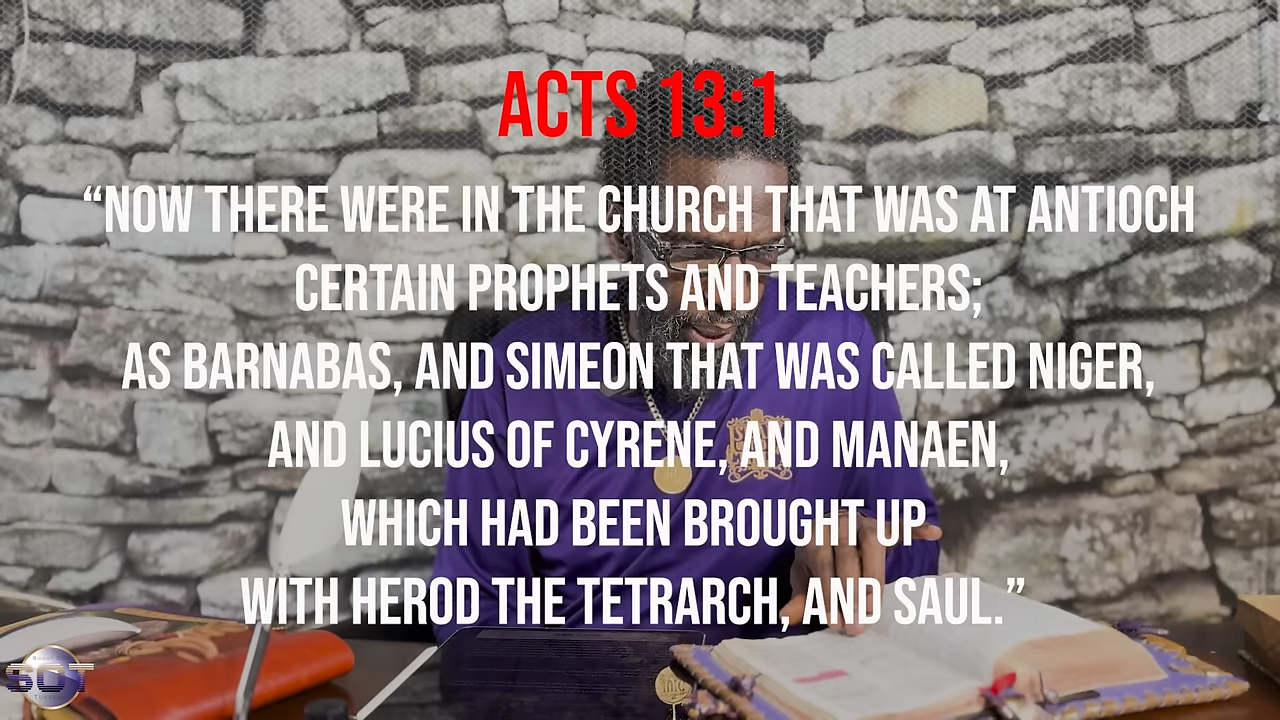 ACTS 13:1
“NOW THERE WERE IN THE CHURCH THAT WAS AT ANTIOCH
CERTAIN PROPHETS AND TEACHERS;
AS BARNABAS, AND SIMEON THAT WAS CALLED NIGER,
AND LUCIUS OF CYRENE, AND MANAEN,
WHICH HAD BEEN BROUGHT UP
WITH HEROD THE TETRARCH, AND SAUL.”
SOT